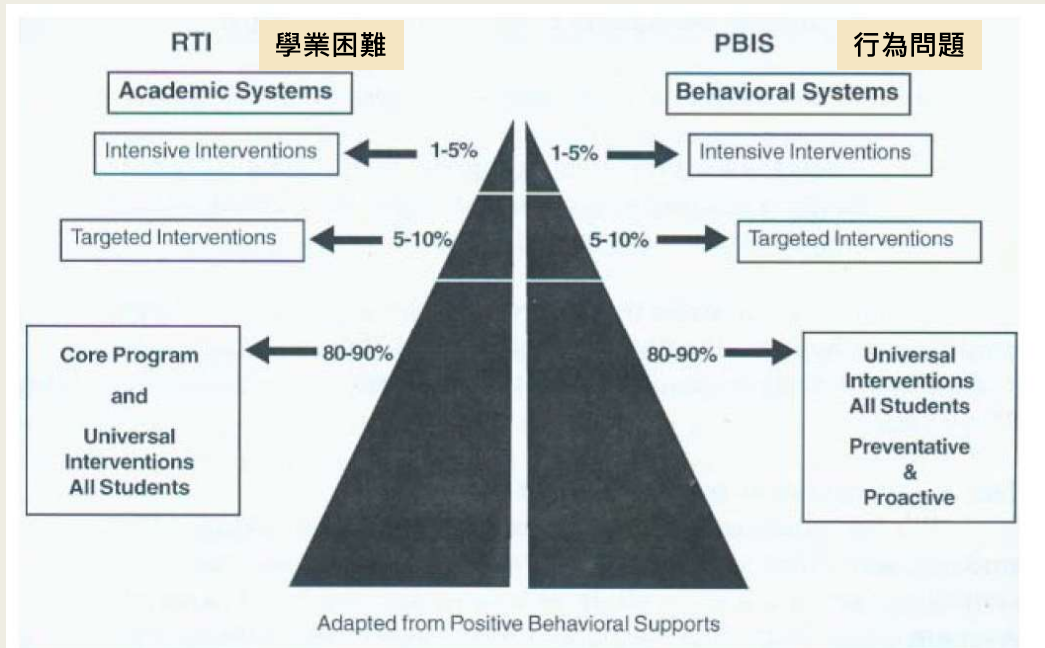 RTI
學業困難
Academic Systems
Intensive Interventions
1-5%
Targeted Interventions
5-10%
Core Program
and
Universal
Interventions
All Students
80-90%
PBIS
行為問題
Behavioral Systems
1-5%
Intensive Interventions
5-10%
Targeted Interventions
80-90%
Universal
Interventions
All Students
Preventative
&
Proactive
Adapted from Positive Behavioral Supports